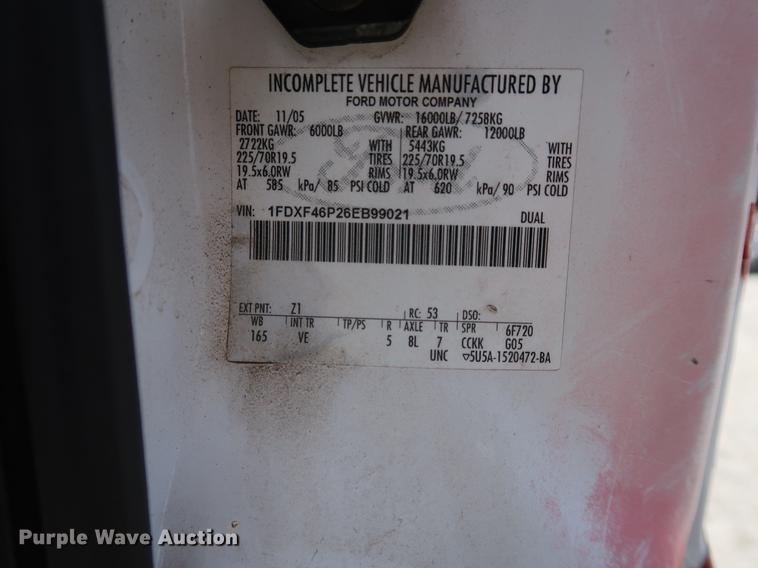 INCOMPLETE VEHICLE MANUFACTURED BY
FORD MOTOR COMPANY
DATE: 11/05 GVWR: 16000LB/ 7258KG
FRONT GAWR: 6000LB REAR GAWR: 12000LB
2722KG WITH 5443KG WITH
225/70R19.5 TIRES 225/70R19.5 TIRES
19.5x6.0RW RIMS 19.5x6.0RW RIMS
AT 585 kPa/ 85 PSI COLD AT 620 kPa/ 90 PSI COLD
VIN: 1FDXF46P26EB99021 DUAL
EXT PNT: Z1 RC: 53 DSO:
WB INT TR TP/PS R AXLE TR SPR 6F720
165 VE 5 8L 7 CCKK G05
UNC ▽5U5A-1520472-BA
Purple Wave Auction